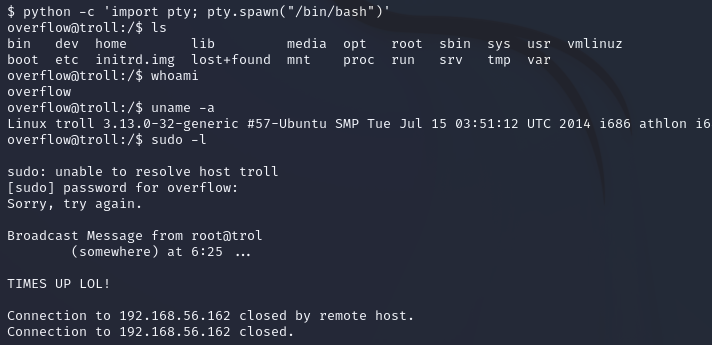 $ python -c 'import pty; pty.spawn("/bin/bash")'
overflow@troll:/$ ls
bin   dev  home        lib         media  opt   root  sbin  sys  usr  vmlinuz
boot  etc  initrd.img  lost+found  mnt    proc  run   srv   tmp  var
overflow@troll:/$ whoami
overflow
overflow@troll:/$ uname -a
Linux troll 3.13.0-32-generic #57-Ubuntu SMP Tue Jul 15 03:51:12 UTC 2014 i686 athlon i6
overflow@troll:/$ sudo -l
sudo: unable to resolve host troll
[sudo] password for overflow:
Sorry, try again.
Broadcast Message from root@trol
        (somewhere) at 6:25 ...
TIMES UP LOL!
Connection to 192.168.56.162 closed by remote host.
Connection to 192.168.56.162 closed.